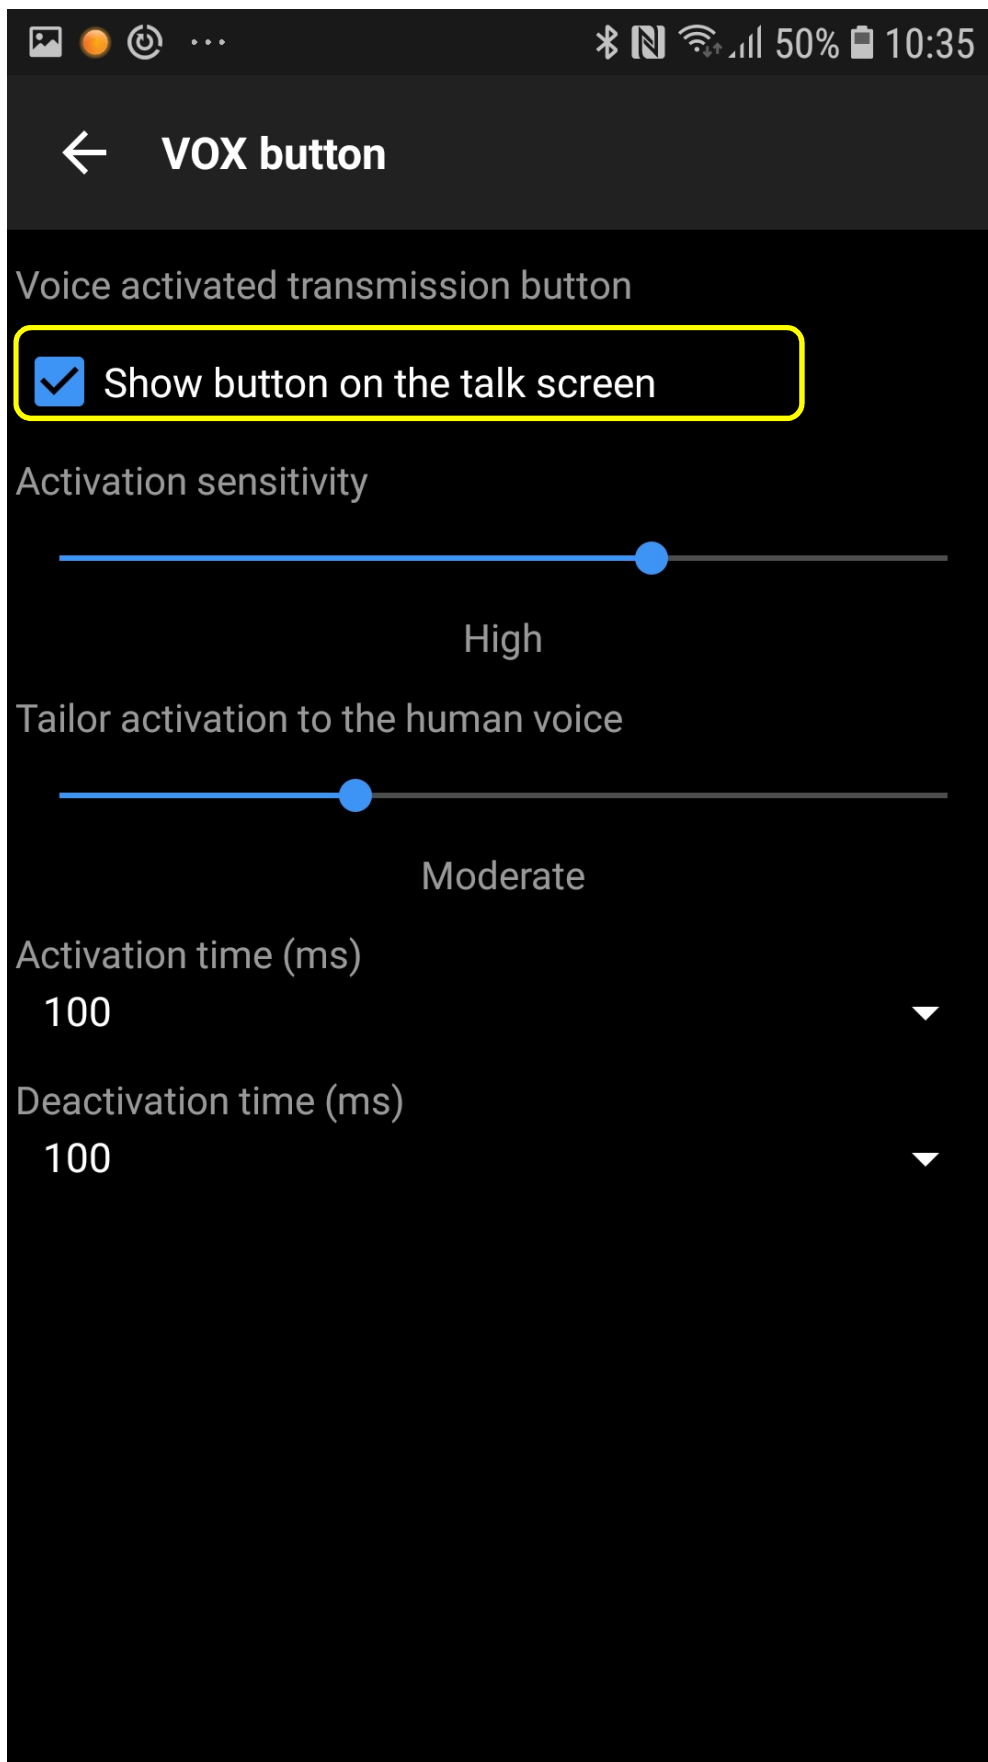 50% 10:35
VOX button
Voice activated transmission button
Show button on the talk screen
Activation sensitivity
High
Tailor activation to the human voice
Moderate
Activation time (ms)
100
Deactivation time (ms)
100